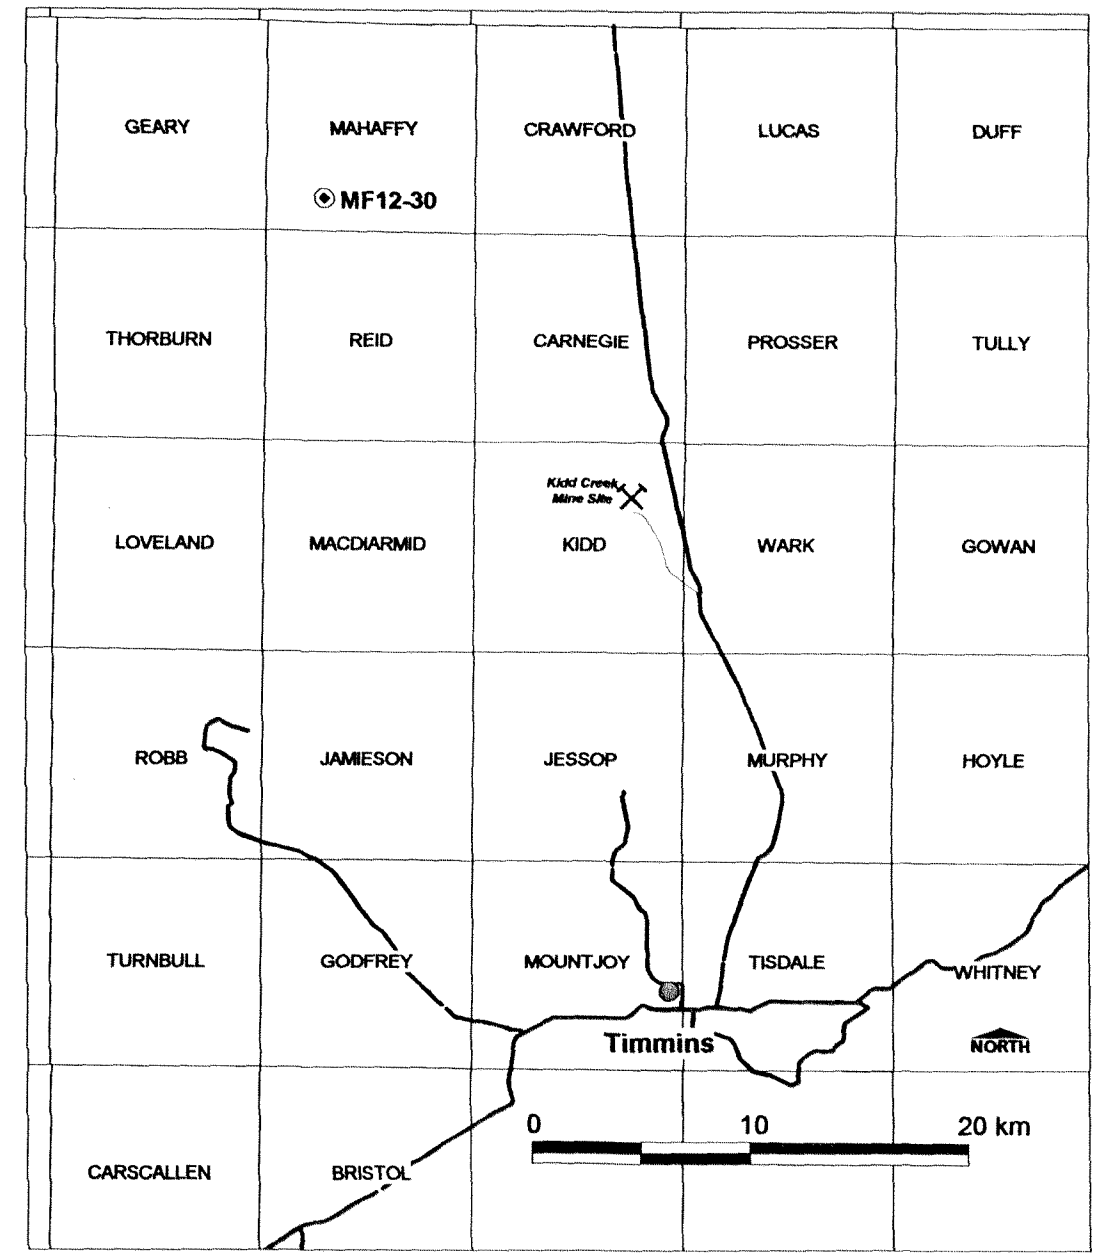 GEARY MAHAFFY CRAWFORD LUCAS DUFF
MF12-30
THORBURN REID CARNEGIE PROSSER TULLY
Kidd Creek
Mine Site
LOVELAND MACDIARMID KIDD WARK GOWAN
ROBB JAMIESON JESSOP MURPHY HOYLE
TURNBULL GODFREY MOUNTJOY TISDALE WHITNEY
Timmins
NORTH
0 10 20 km
CARSCALLEN BRISTOL